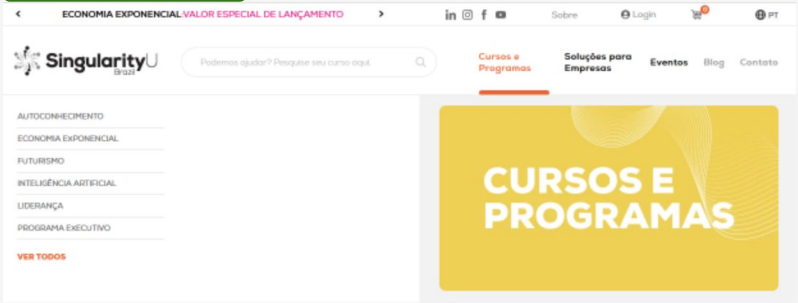 < ECONOMIA EXPONENCIAL:VALOR ESPECIAL DE LANÇAMENTO >
in f Sobre Login 0 PT
SingularityU
Brazil
Podemos ajudar? Pesquise seu curso aqui.
Cursos e
Programas
Soluções para
Empresas
Eventos
Blog
Contato
AUTOCONHECIMENTO
ECONOMIA EXPONENCIAL
FUTURISMO
INTELIGÊNCIA ARTIFICIAL
LIDERANÇA
PROGRAMA EXECUTIVO
VER TODOS
CURSOS E
PROGRAMAS